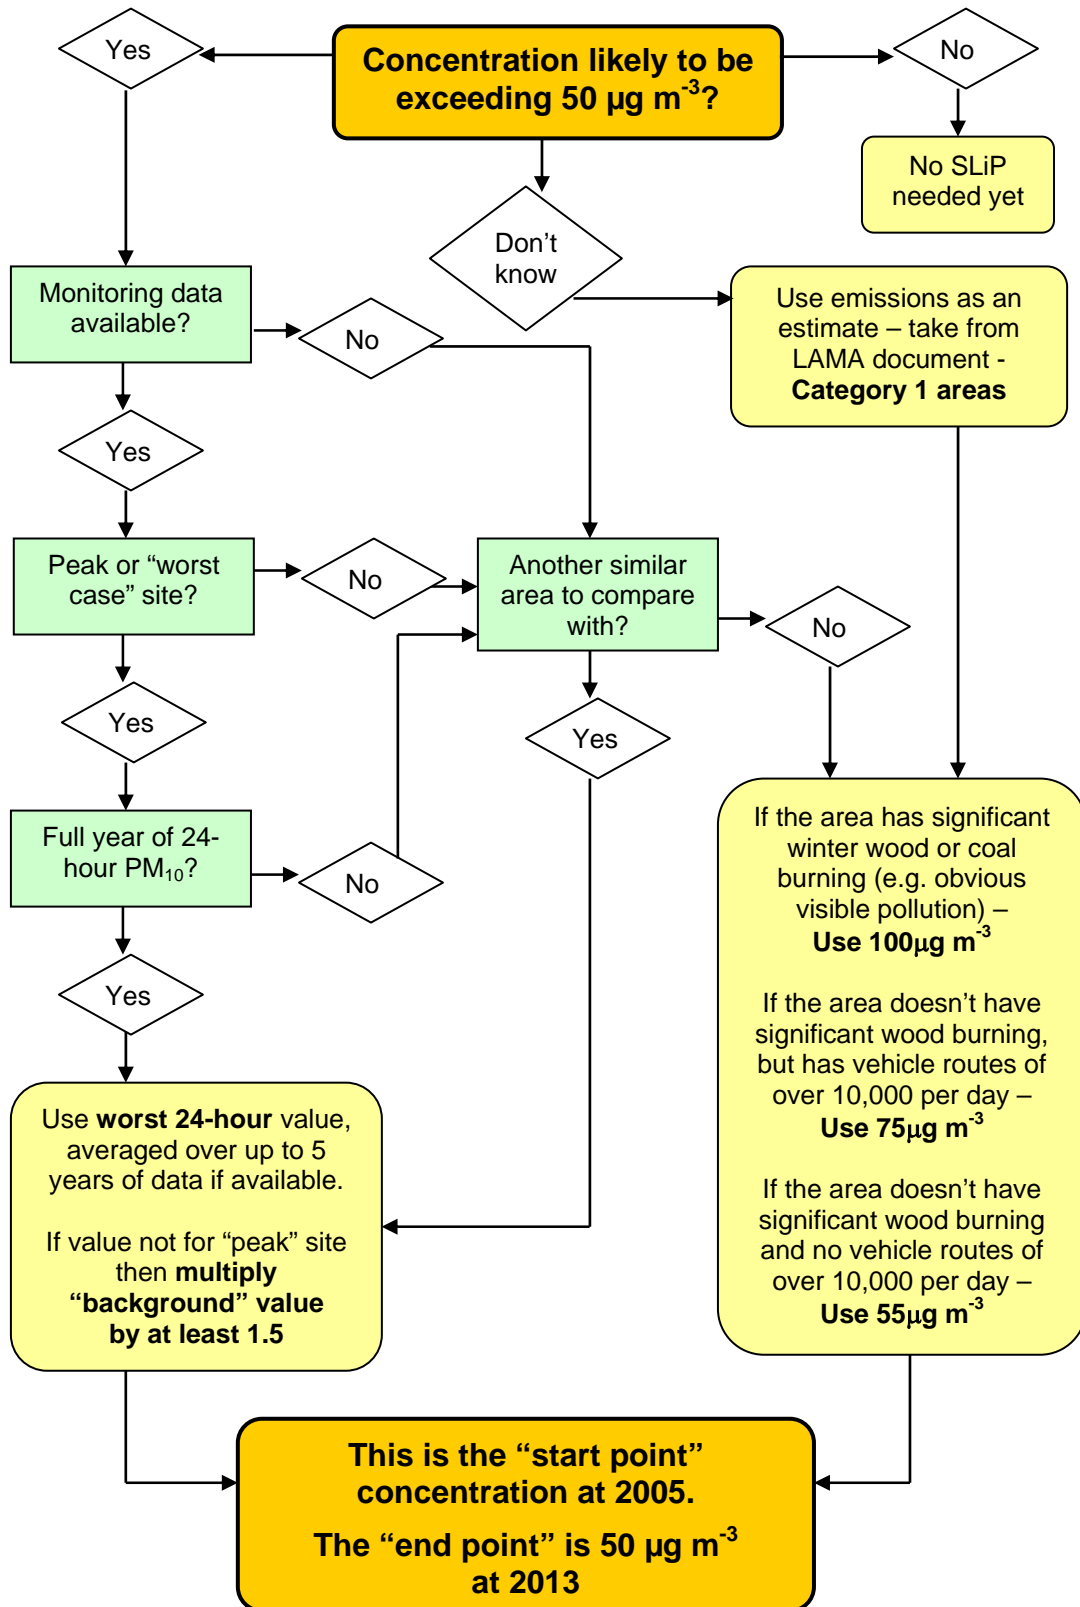 Yes
Concentration likely to be
exceeding 50 µg m-3?
No
No SLiP
needed yet
Don’t
know
Monitoring data
available?
No
Use emissions as an
estimate – take from
LAMA document -
Category 1 areas
Yes
Peak or “worst
case” site?
No
Another similar
area to compare
with?
No
Yes
Yes
Full year of 24-
hour PM10?
No
If the area has significant
winter wood or coal
burning (e.g. obvious
visible pollution) –
Use 100µg m-3
If the area doesn’t have
significant wood burning,
but has vehicle routes of
over 10,000 per day –
Use 75µg m-3
If the area doesn’t have
significant wood burning
and no vehicle routes of
over 10,000 per day –
Use 55µg m-3
Yes
Use worst 24-hour value,
averaged over up to 5
years of data if available.
If value not for “peak” site
then multiply
“background” value
by at least 1.5
This is the “start point”
concentration at 2005.
The “end point” is 50 µg m-3
at 2013